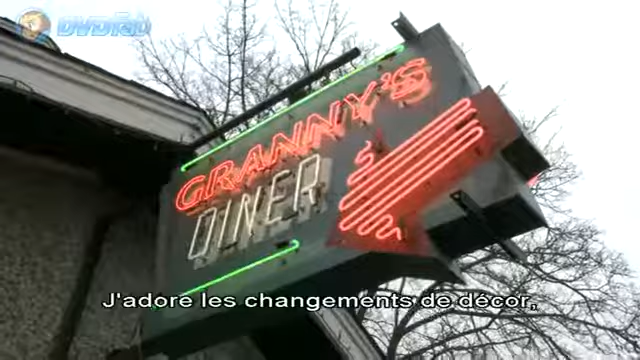 DVDFab
GRANNY'S
DINER
J'adore les changements de décor,